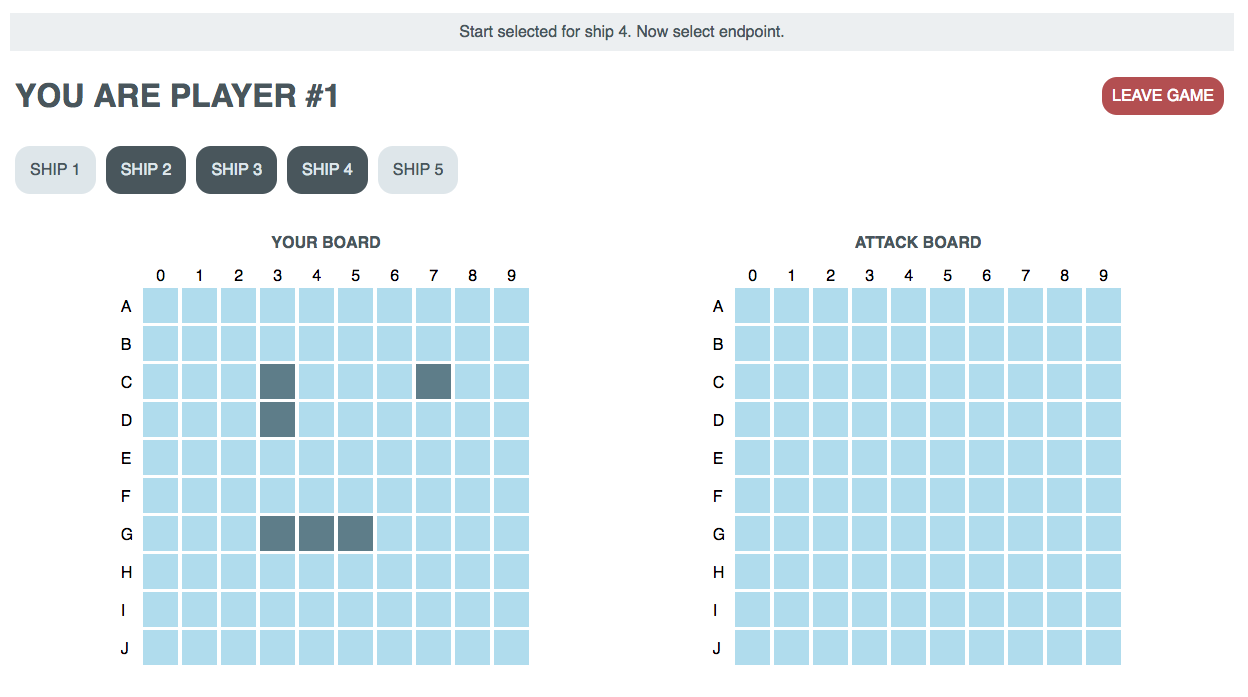 Start selected for ship 4. Now select endpoint.
YOU ARE PLAYER #1
LEAVE GAME
SHIP 1 SHIP 2 SHIP 3 SHIP 4 SHIP 5
YOUR BOARD
0 1 2 3 4 5 6 7 8 9
A
B
C
D
E
F
G
H
I
J
ATTACK BOARD
0 1 2 3 4 5 6 7 8 9
A
B
C
D
E
F
G
H
I
J